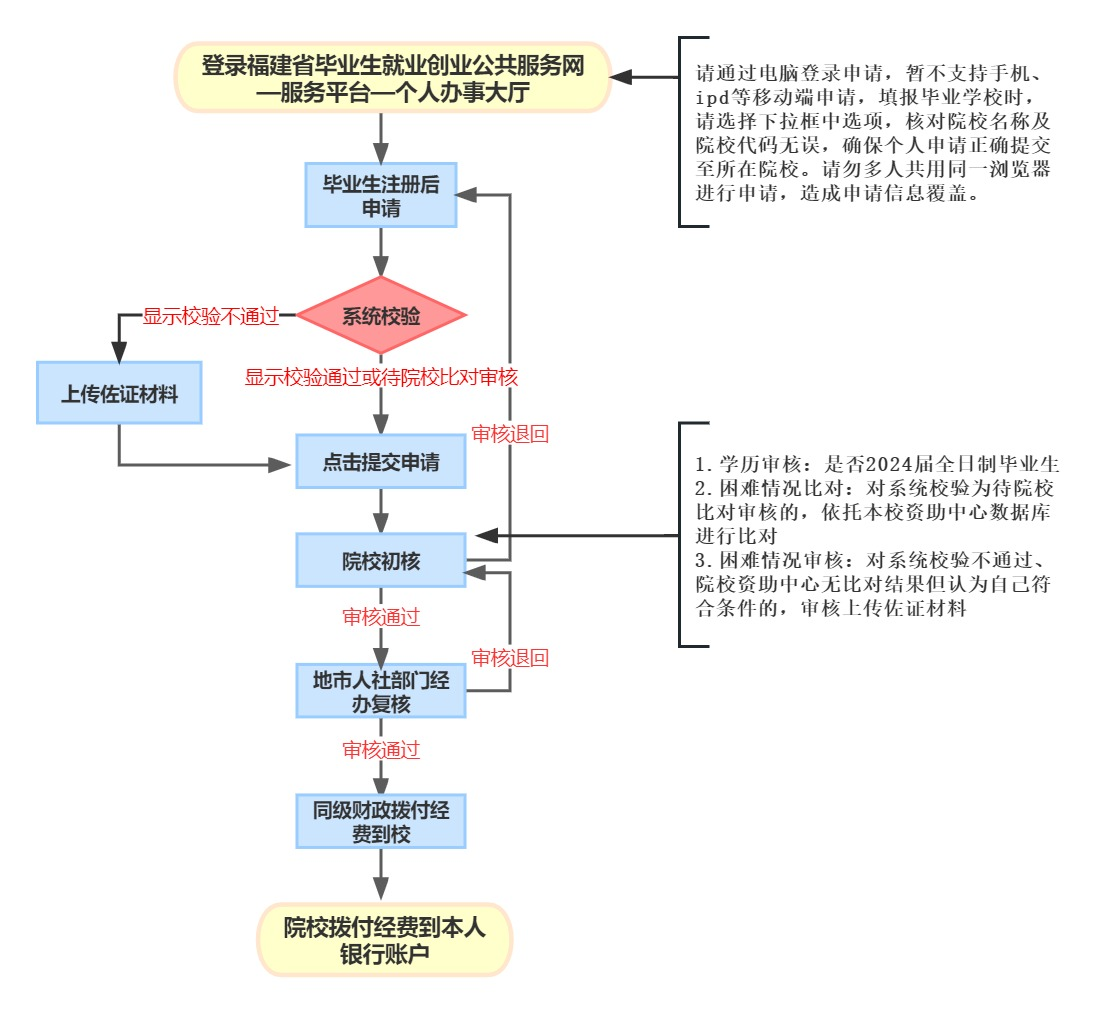 登录福建省毕业生就业创业公共服务网
—服务平台—个人办事大厅
请通过电脑登录申请，暂不支持手机、
ipd等移动端申请，填报毕业学校时，
请选择下拉框中选项，核对院校名称及
院校代码无误，确保个人申请正确提交
至所在院校。请勿多人共用同一浏览器
进行申请，造成申请信息覆盖。
毕业生注册后
申请
系统校验
显示校验不通过
上传佐证材料
显示校验通过或待院校比对审核
审核退回
点击提交申请
1.学历审核：是否2024届全日制毕业生
2.困难情况比对：对系统校验为待院校
比对审核的，依托本校资助中心数据库
进行比对
3.困难情况审核：对系统校验不通过、
院校资助中心无比对结果但认为自己符
合条件的，审核上传佐证材料
院校初核
审核通过
审核退回
地市人社部门经
办复核
审核通过
同级财政拨付经
费到校
院校拨付经费到本人
银行账户